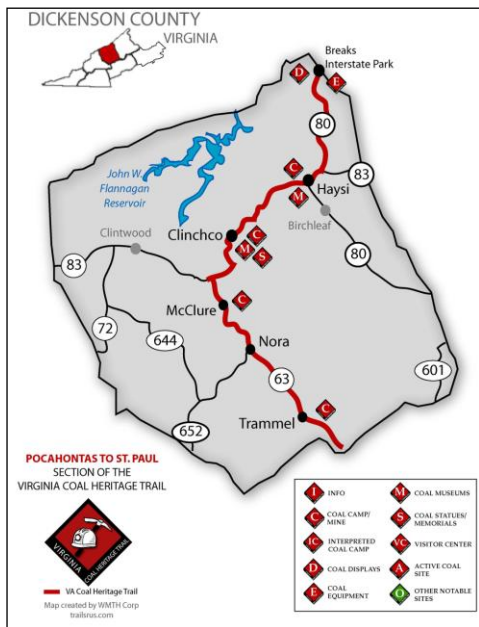 DICKENSON COUNTY
VIRGINIA
Breaks
Interstate Park
D
E
80
John W.
Flannagan
Reservoir
C
Haysi
83
M
Birchleaf
Clintwood
Clinchco
C
M
S
83
80
McClure
C
72
644
Nora
601
63
Trammel
C
652
POCAHONTAS TO ST. PAUL
SECTION OF THE
VIRGINIA COAL HERITAGE TRAIL
VIRGINIA
COAL HERITAGE TRAIL
VA Coal Heritage Trail
Map created by WMTH Corp
trailsrus.com
I INFO
C COAL CAMP/
MINE
IC INTERPRETED
COAL CAMP
D COAL DISPLAYS
E COAL
EQUIPMENT
M COAL MUSEUMS
S COAL STATUES/
MEMORIALS
VC VISITOR CENTER
A ACTIVE COAL
SITE
O OTHER NOTABLE
SITES